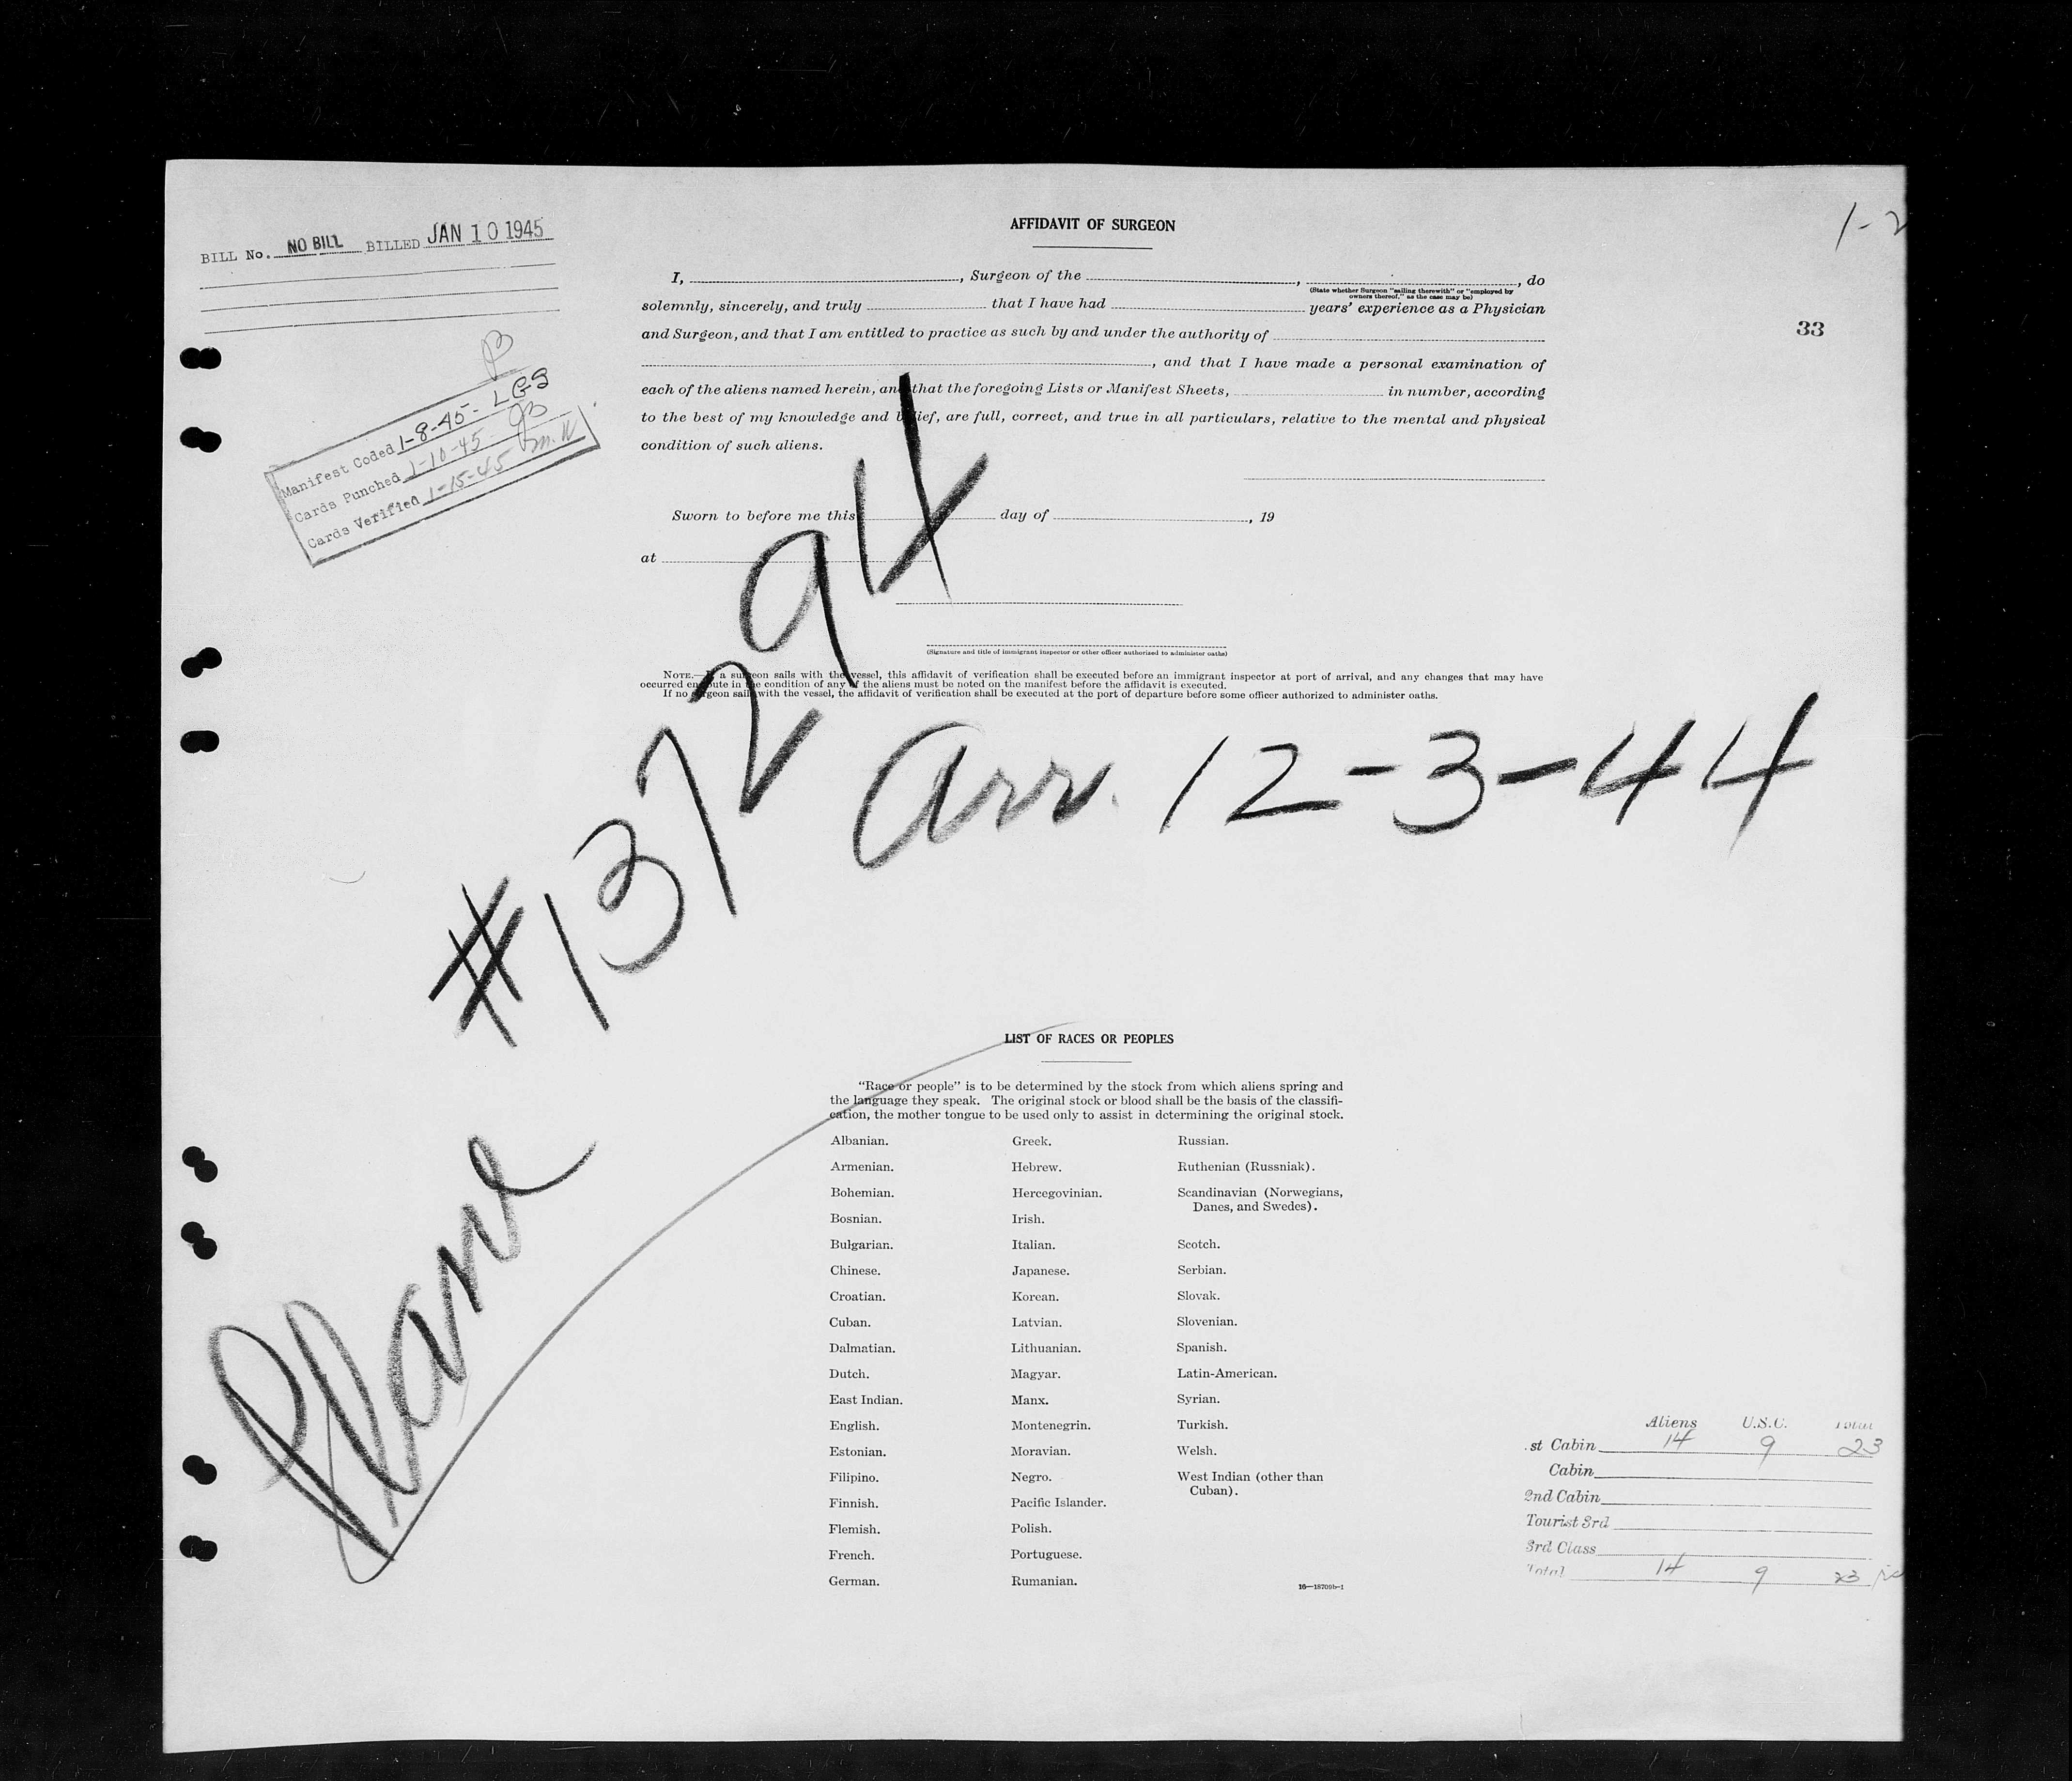 AFFIDAVIT OF SURGEON
1-2
BILL No. NO BILL BILLED JAN 10 1945
I, , Surgeon of the , , do
(State whether Surgeon "sailing therewith" or "employed by
owners thereof," as the case may be)
solemnly, sincerely, and truly that I have had years' experience as a Physician
and Surgeon, and that I am entitled to practice as such by and under the authority of
33
, and that I have made a personal examination of
each of the aliens named herein, and that the foregoing Lists or Manifest Sheets, in number, according
to the best of my knowledge and belief, are full, correct, and true in all particulars, relative to the mental and physical
condition of such aliens.
Manifest Coded 1-8-45-
Cards Punched 1-10-45-
Cards Verified 1-15-45
Sworn to before me this day of , 19
at
(Signature and title of immigrant inspector or other officer authorized to administer oaths)
NOTE.—If a surgeon sails with the vessel, this affidavit of verification shall be executed before an immigrant inspector at port of arrival, and any changes that may have
occurred en route in the condition of any of the aliens must be noted on the manifest before the affidavit is executed.
If no surgeon sails with the vessel, the affidavit of verification shall be executed at the port of departure before some officer authorized to administer oaths.
Plane #137294
arr. 12-3-44
LIST OF RACES OR PEOPLES
"Race or people" is to be determined by the stock from which aliens spring and
the language they speak. The original stock or blood shall be the basis of the classifi-
cation, the mother tongue to be used only to assist in determining the original stock.
Albanian.
Armenian.
Bohemian.
Bosnian.
Bulgarian.
Chinese.
Croatian.
Cuban.
Dalmatian.
Dutch.
East Indian.
English.
Estonian.
Filipino.
Finnish.
Flemish.
French.
German.
Greek.
Hebrew.
Hercegovinian.
Irish.
Italian.
Japanese.
Korean.
Latvian.
Lithuanian.
Magyar.
Manx.
Montenegrin.
Moravian.
Negro.
Pacific Islander.
Polish.
Portuguese.
Rumanian.
Russian.
Ruthenian (Russniak).
Scandinavian (Norwegians,
Danes, and Swedes).
Scotch.
Serbian.
Slovak.
Slovenian.
Spanish.
Latin-American.
Syrian.
Turkish.
Welsh.
West Indian (other than
Cuban).
16—18709b-1
Aliens U.S.C. Total
st Cabin 14 9 23
Cabin
2nd Cabin
Tourist 3rd
3rd Class
Total 14 9 23